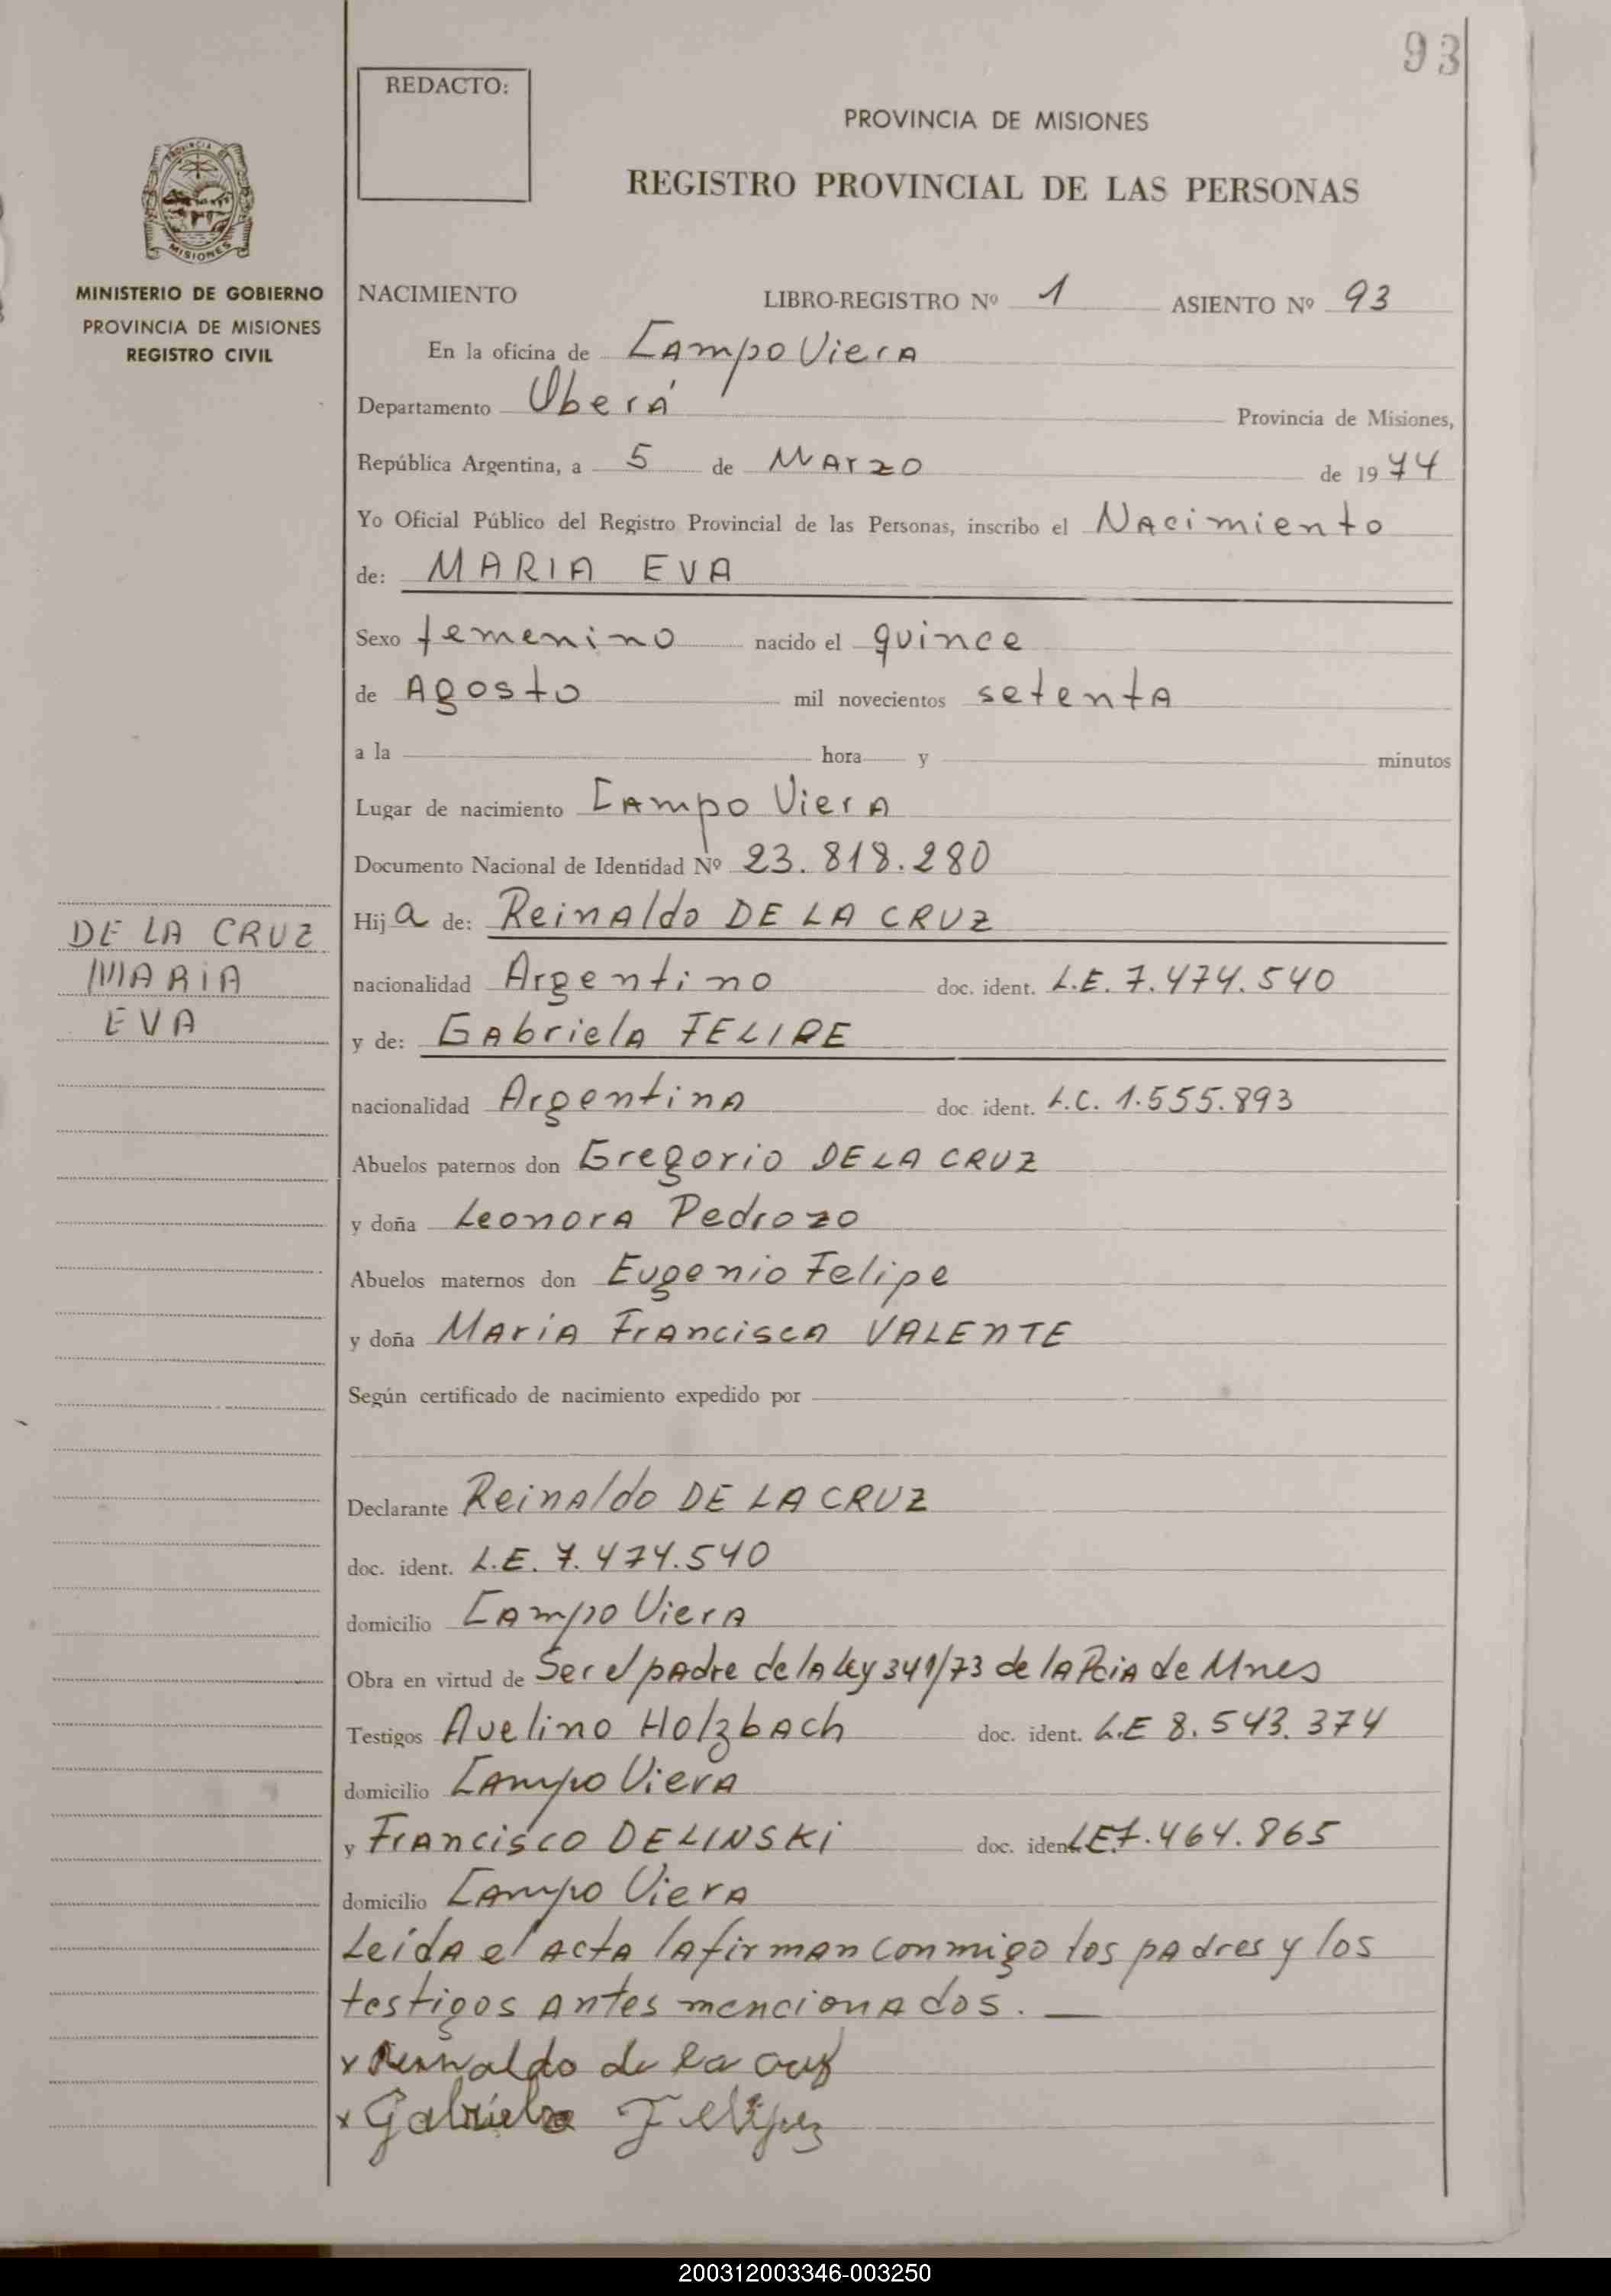 93
REDACTO:
PROVINCIA DE MISIONES
REGISTRO PROVINCIAL DE LAS PERSONAS
PROVINCIA DE
MISIONES
MINISTERIO DE GOBIERNO
PROVINCIA DE MISIONES
REGISTRO CIVIL
NACIMIENTO LIBRO-REGISTRO Nº 1 ASIENTO Nº 93
En la oficina de Campo Viera
Departamento Oberá Provincia de Misiones,
República Argentina, a 5 de Marzo de 1974
Yo Oficial Público del Registro Provincial de las Personas, inscribo el Nacimiento
de: MARIA EVA
Sexo femenino nacido el quince
de Agosto mil novecientos setenta
a la hora y minutos
Lugar de nacimiento Campo Viera
Documento Nacional de Identidad Nº 23.818.280
DE LA CRUZ
MARIA
EVA
Hija de: Reinaldo DE LA CRUZ
nacionalidad Argentino doc. ident. L.E. 7.474.540
y de: Gabriela FELIPE
nacionalidad Argentina doc. ident. L.C. 1.555.893
Abuelos paternos don Gregorio DE LA CRUZ
y doña Leonora Pedrozo
Abuelos maternos don Eugenio Felipe
y doña Maria Francisca VALENTE
Según certificado de nacimiento expedido por
Declarante Reinaldo DE LA CRUZ
doc. ident. L.E. 7.474.540
domicilio Campo Viera
Obra en virtud de Ser el padre de la Ley 341/73 de la Pcia de Mnes
Testigos Avelino Holzbach doc. ident. L.E 8.543.374
domicilio Campo Viera
y Francisco DELINSKi doc. ident. L.E 7.464.865
domicilio Campo Viera
Leída el acta la firman conmigo los padres y los
testigos antes mencionados.
x Reinaldo de la cruz
x Gabriela Felipez
200312003346-003250